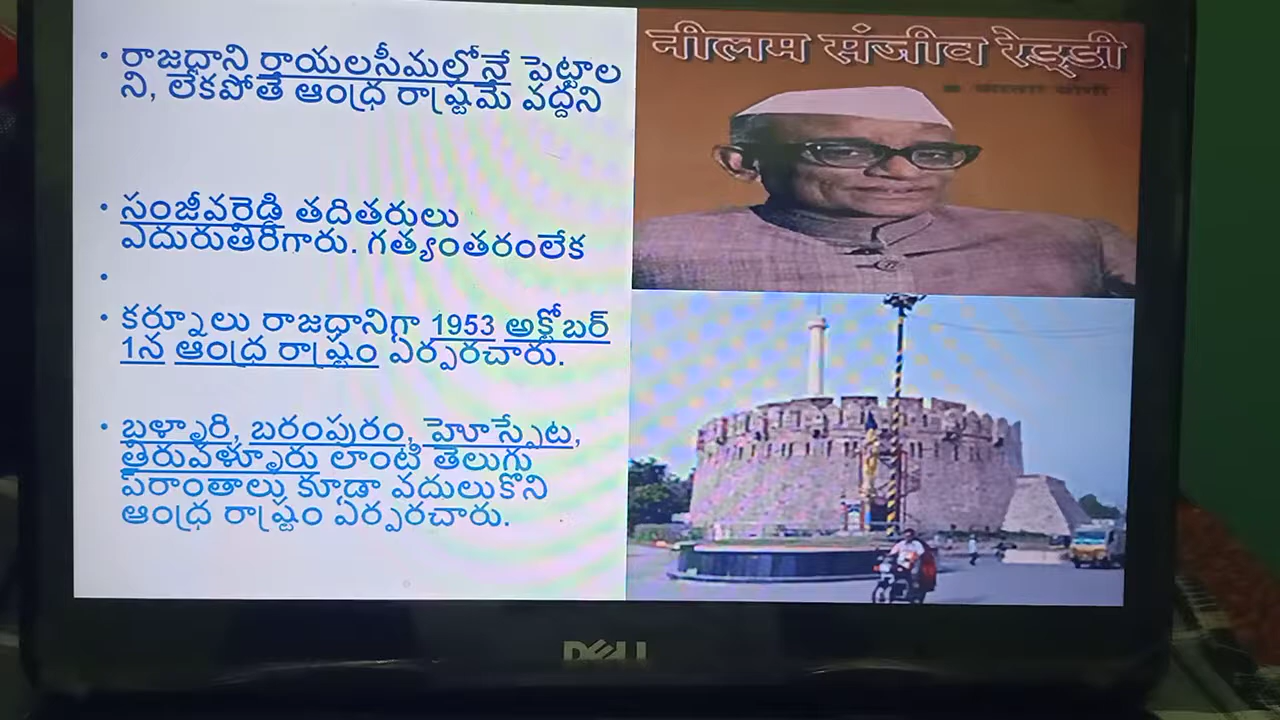 • రాజధాని రాయలసీమలోనే పెట్టాల
ని, లేకపోతే ఆంధ్ర రాష్ట్రమే వద్దని
• సంజీవరెడ్డి తదితరులు
ఎదురుతిరిగారు. గత్యంతరంలేక
•
• కర్నూలు రాజధానిగా 1953 అక్టోబర్
1న ఆంధ్ర రాష్ట్రం ఏర్పరచారు.
• బళ్ళారి, బరంపురం, హోస్పేట,
తిరువళ్ళూరు లాంటి తెలుగు
ప్రాంతాలు కూడా వదులుకొని
ఆంధ్ర రాష్ట్రం ఏర్పరచారు.
नीलम संजीव रेड्डी
DELL